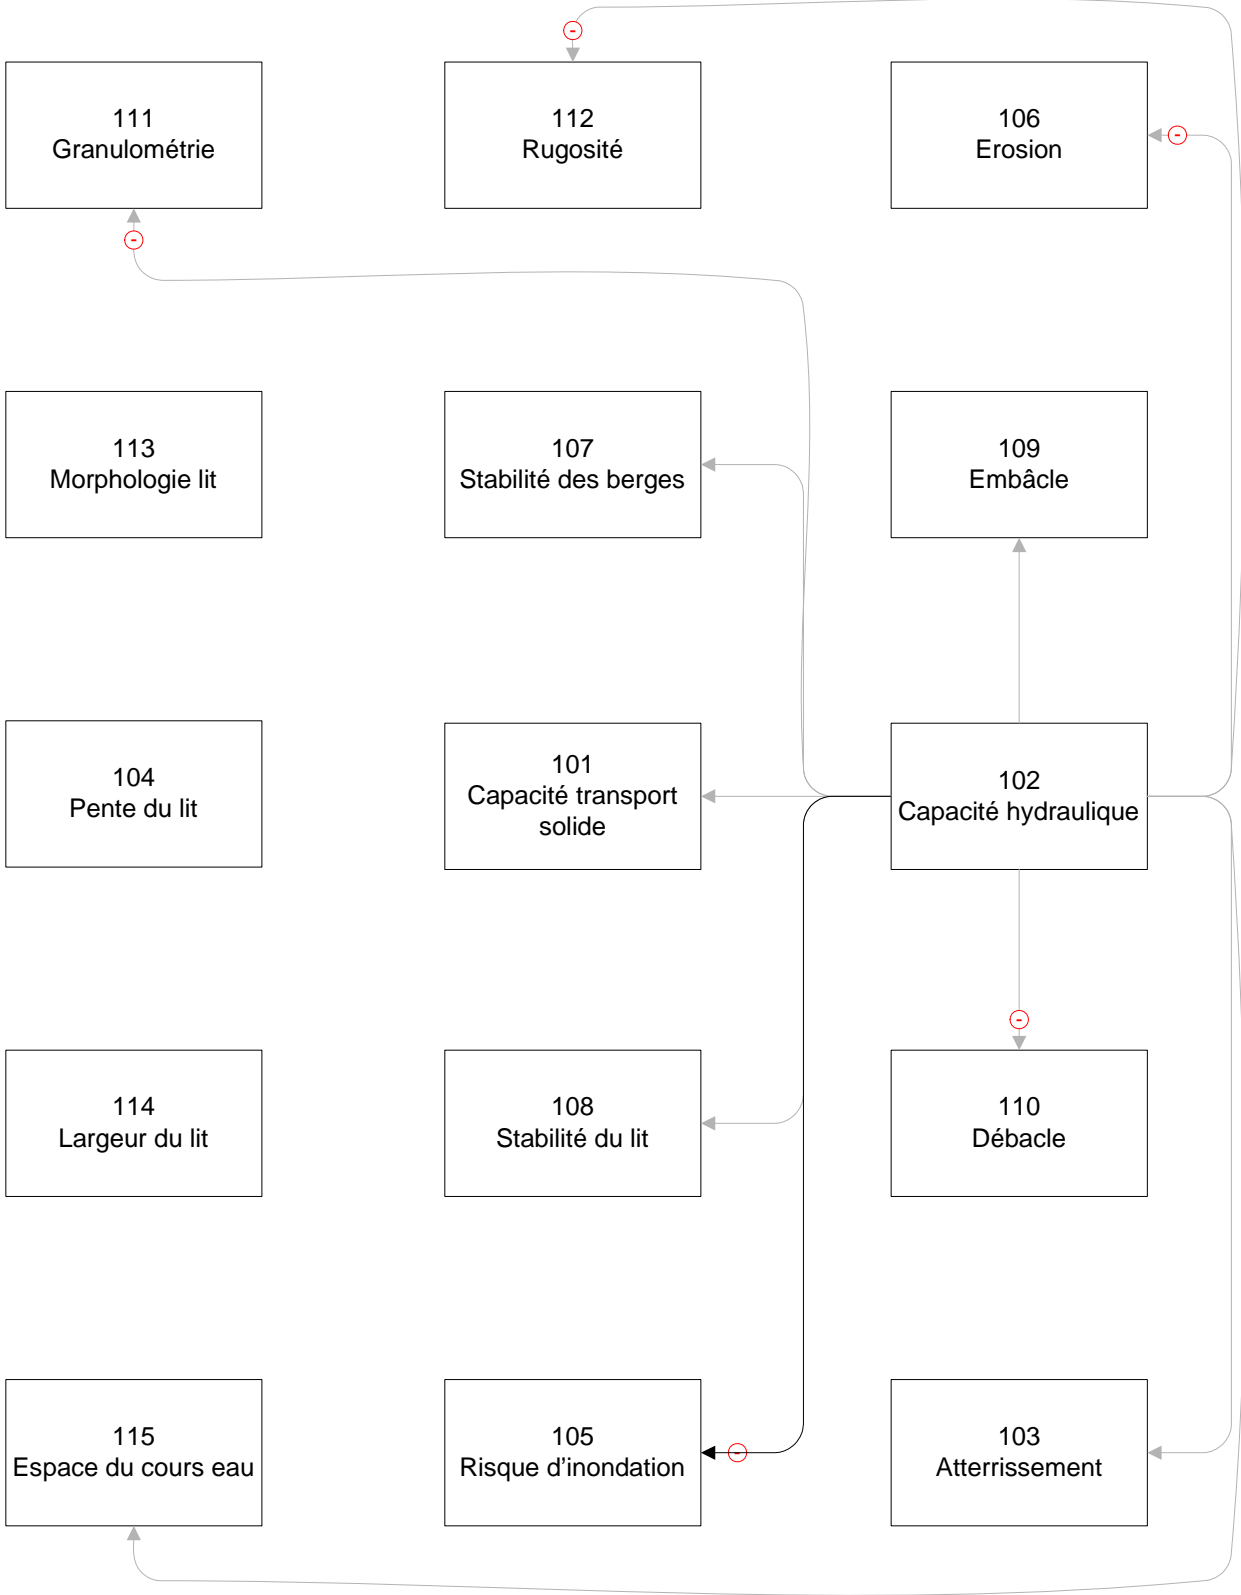 -
111
Granulométrie
112
Rugosité
106
Erosion
-
-
113
Morphologie lit
107
Stabilité des berges
109
Embâcle
104
Pente du lit
101
Capacité transport
solide
102
Capacité hydraulique
-
114
Largeur du lit
108
Stabilité du lit
110
Débacle
115
Espace du cours eau
105
Risque d'inondation
-
103
Atterrissement